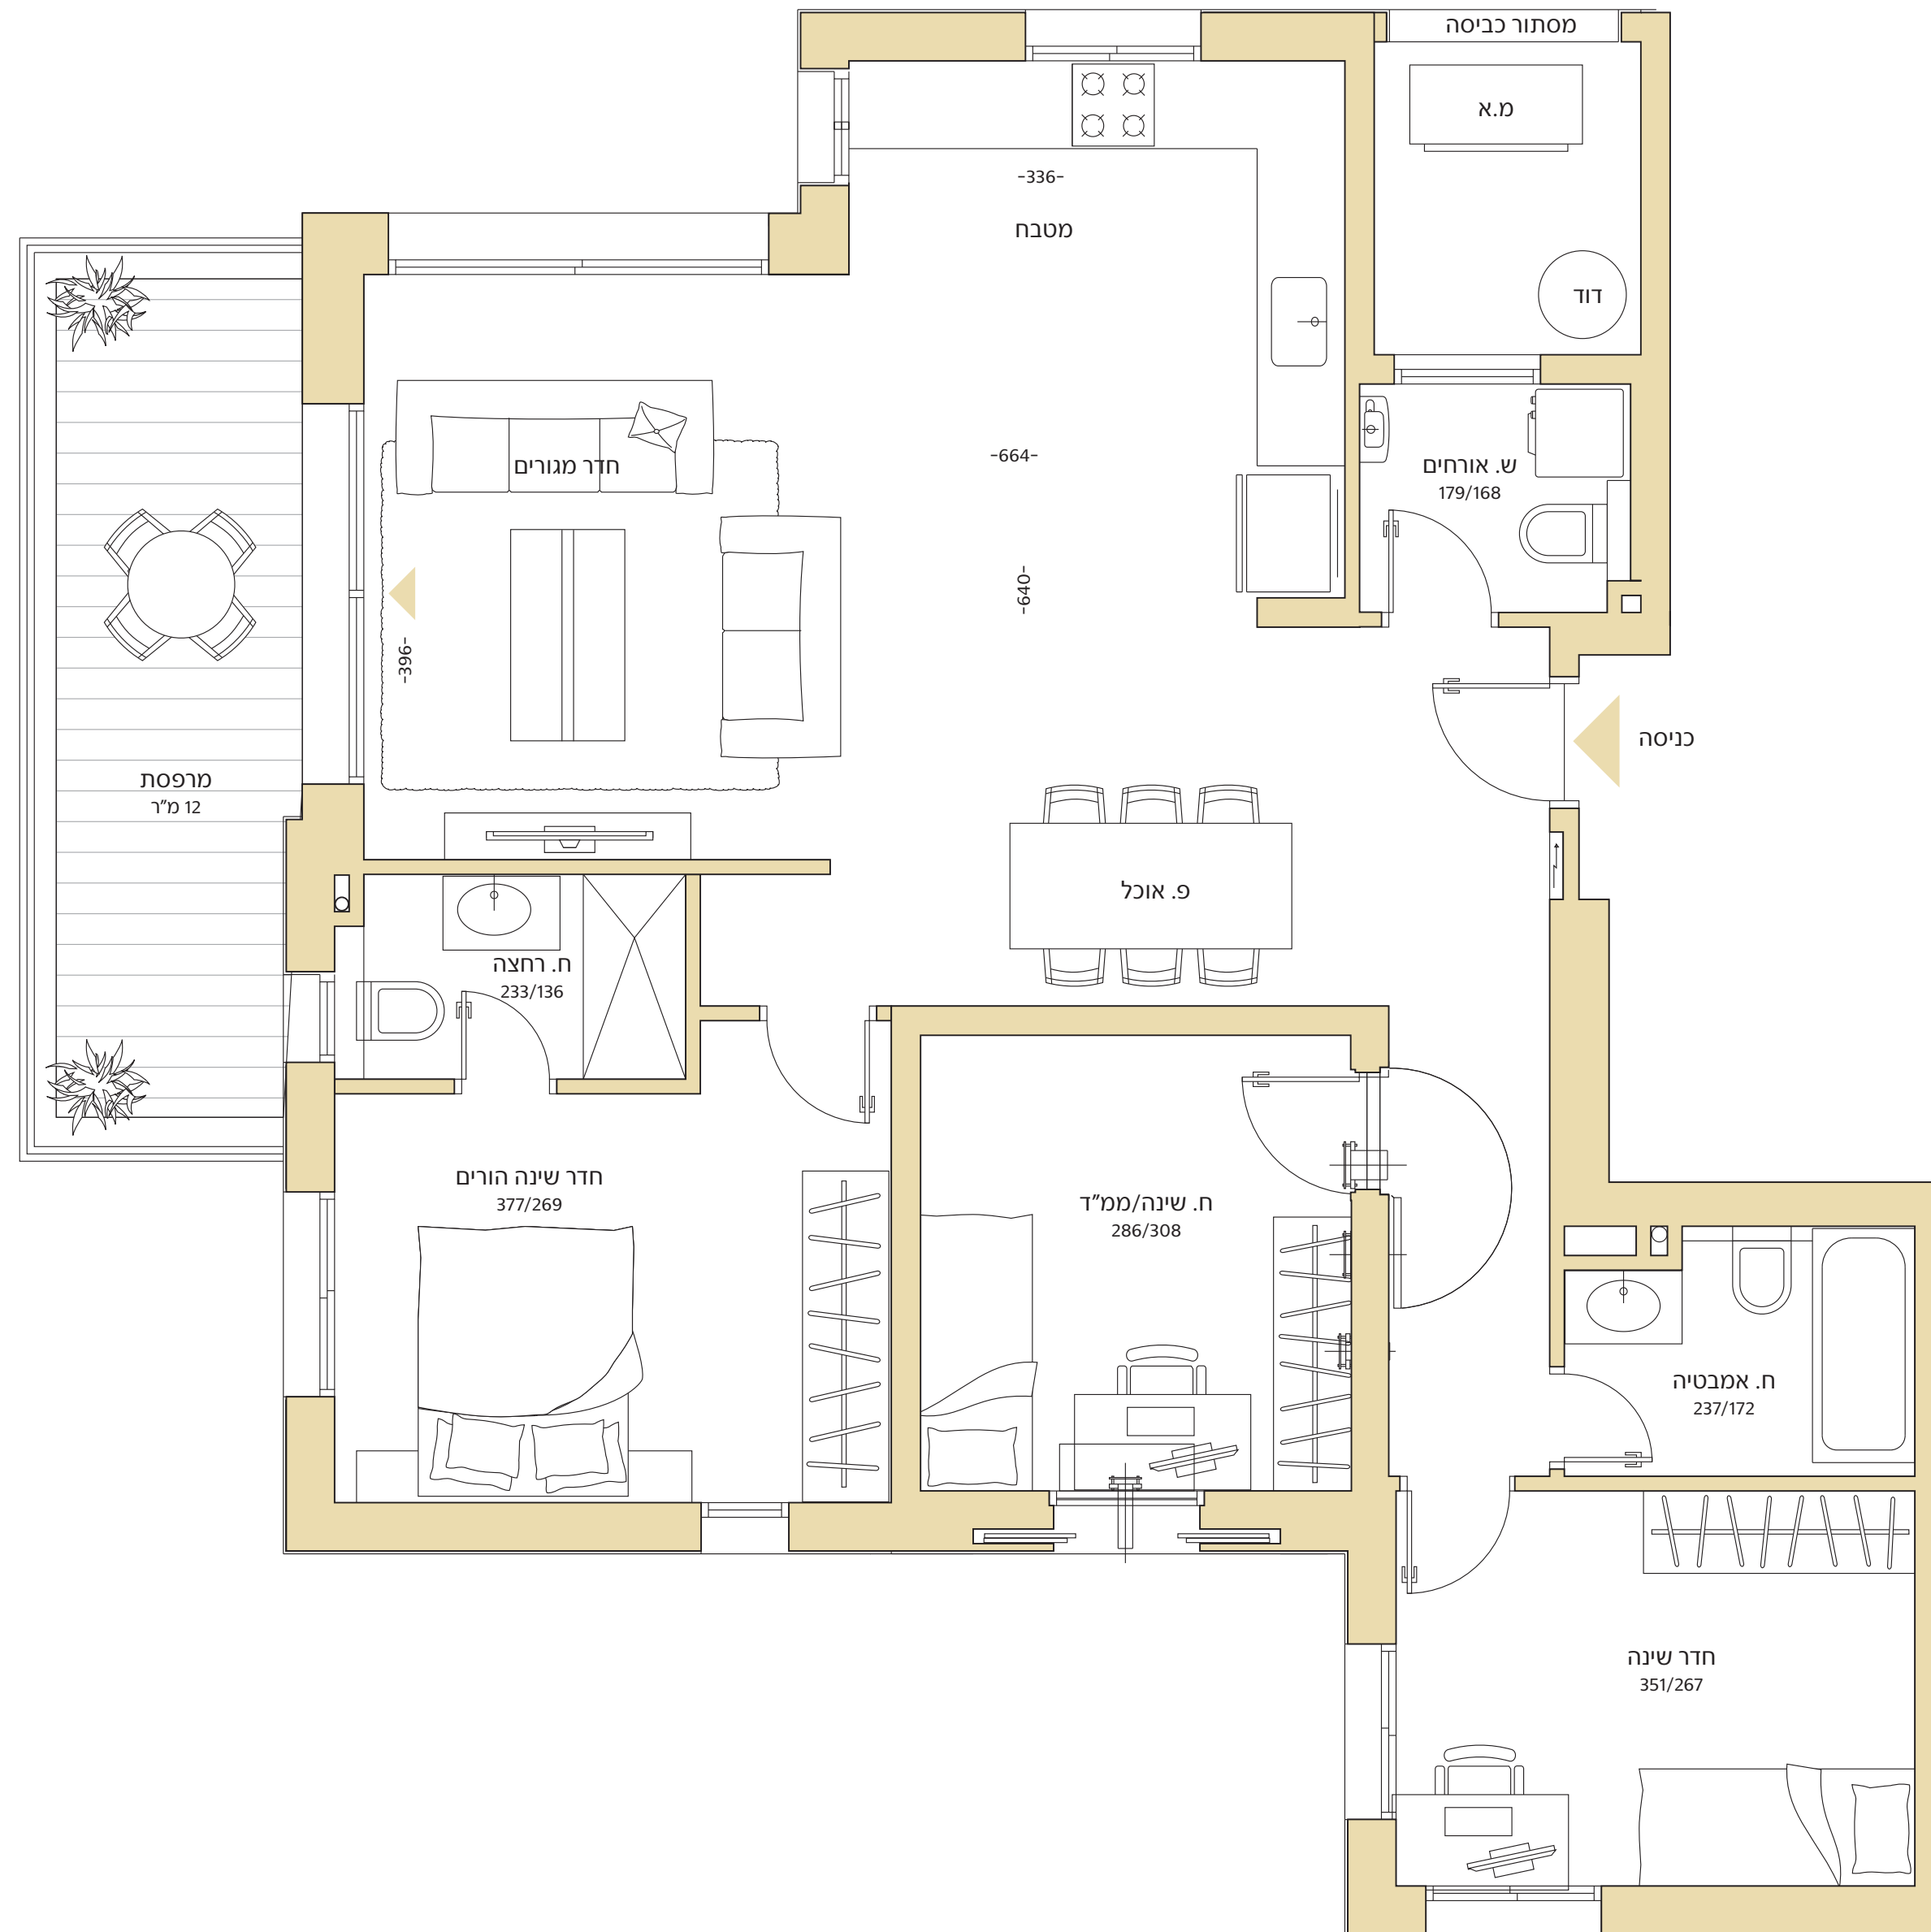 מסתור כביסה
מ.א
דוד
-336-
מטבח
-664-
-640-
חדר מגורים
-396-
ש. אורחים
179/168
כניסה
מרפסת
12 מ"ר
פ. אוכל
ח. רחצה
233/136
חדר שינה הורים
377/269
ח. שינה/ממ"ד
286/308
ח. אמבטיה
237/172
חדר שינה
351/267